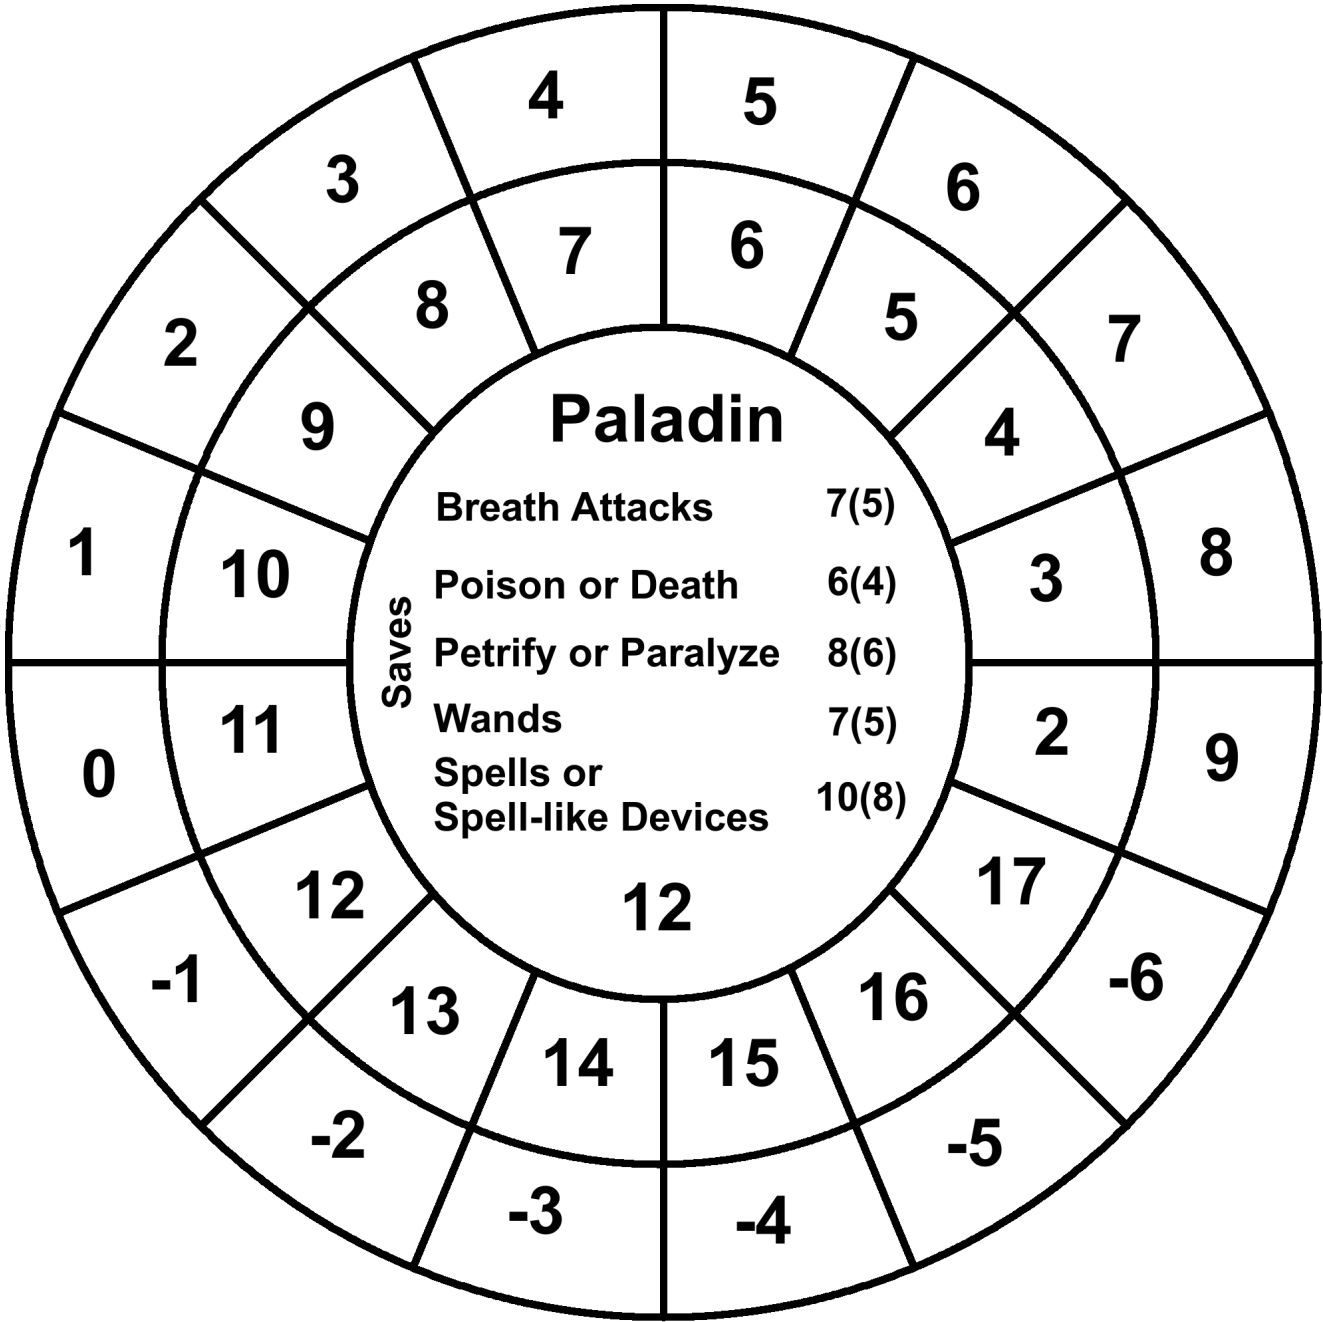 4 5
3 6
7 6
2 8 5 7
9 4
Paladin
Breath Attacks 7(5)
1 10 3 8
Poison or Death 6(4)
Saves
Petrify or Paralyze 8(6)
Wands 7(5)
0 11 2 9
Spells or
Spell-like Devices 10(8)
12 17
12
-1 13 16 -6
14 15
-2 -5
-3 -4